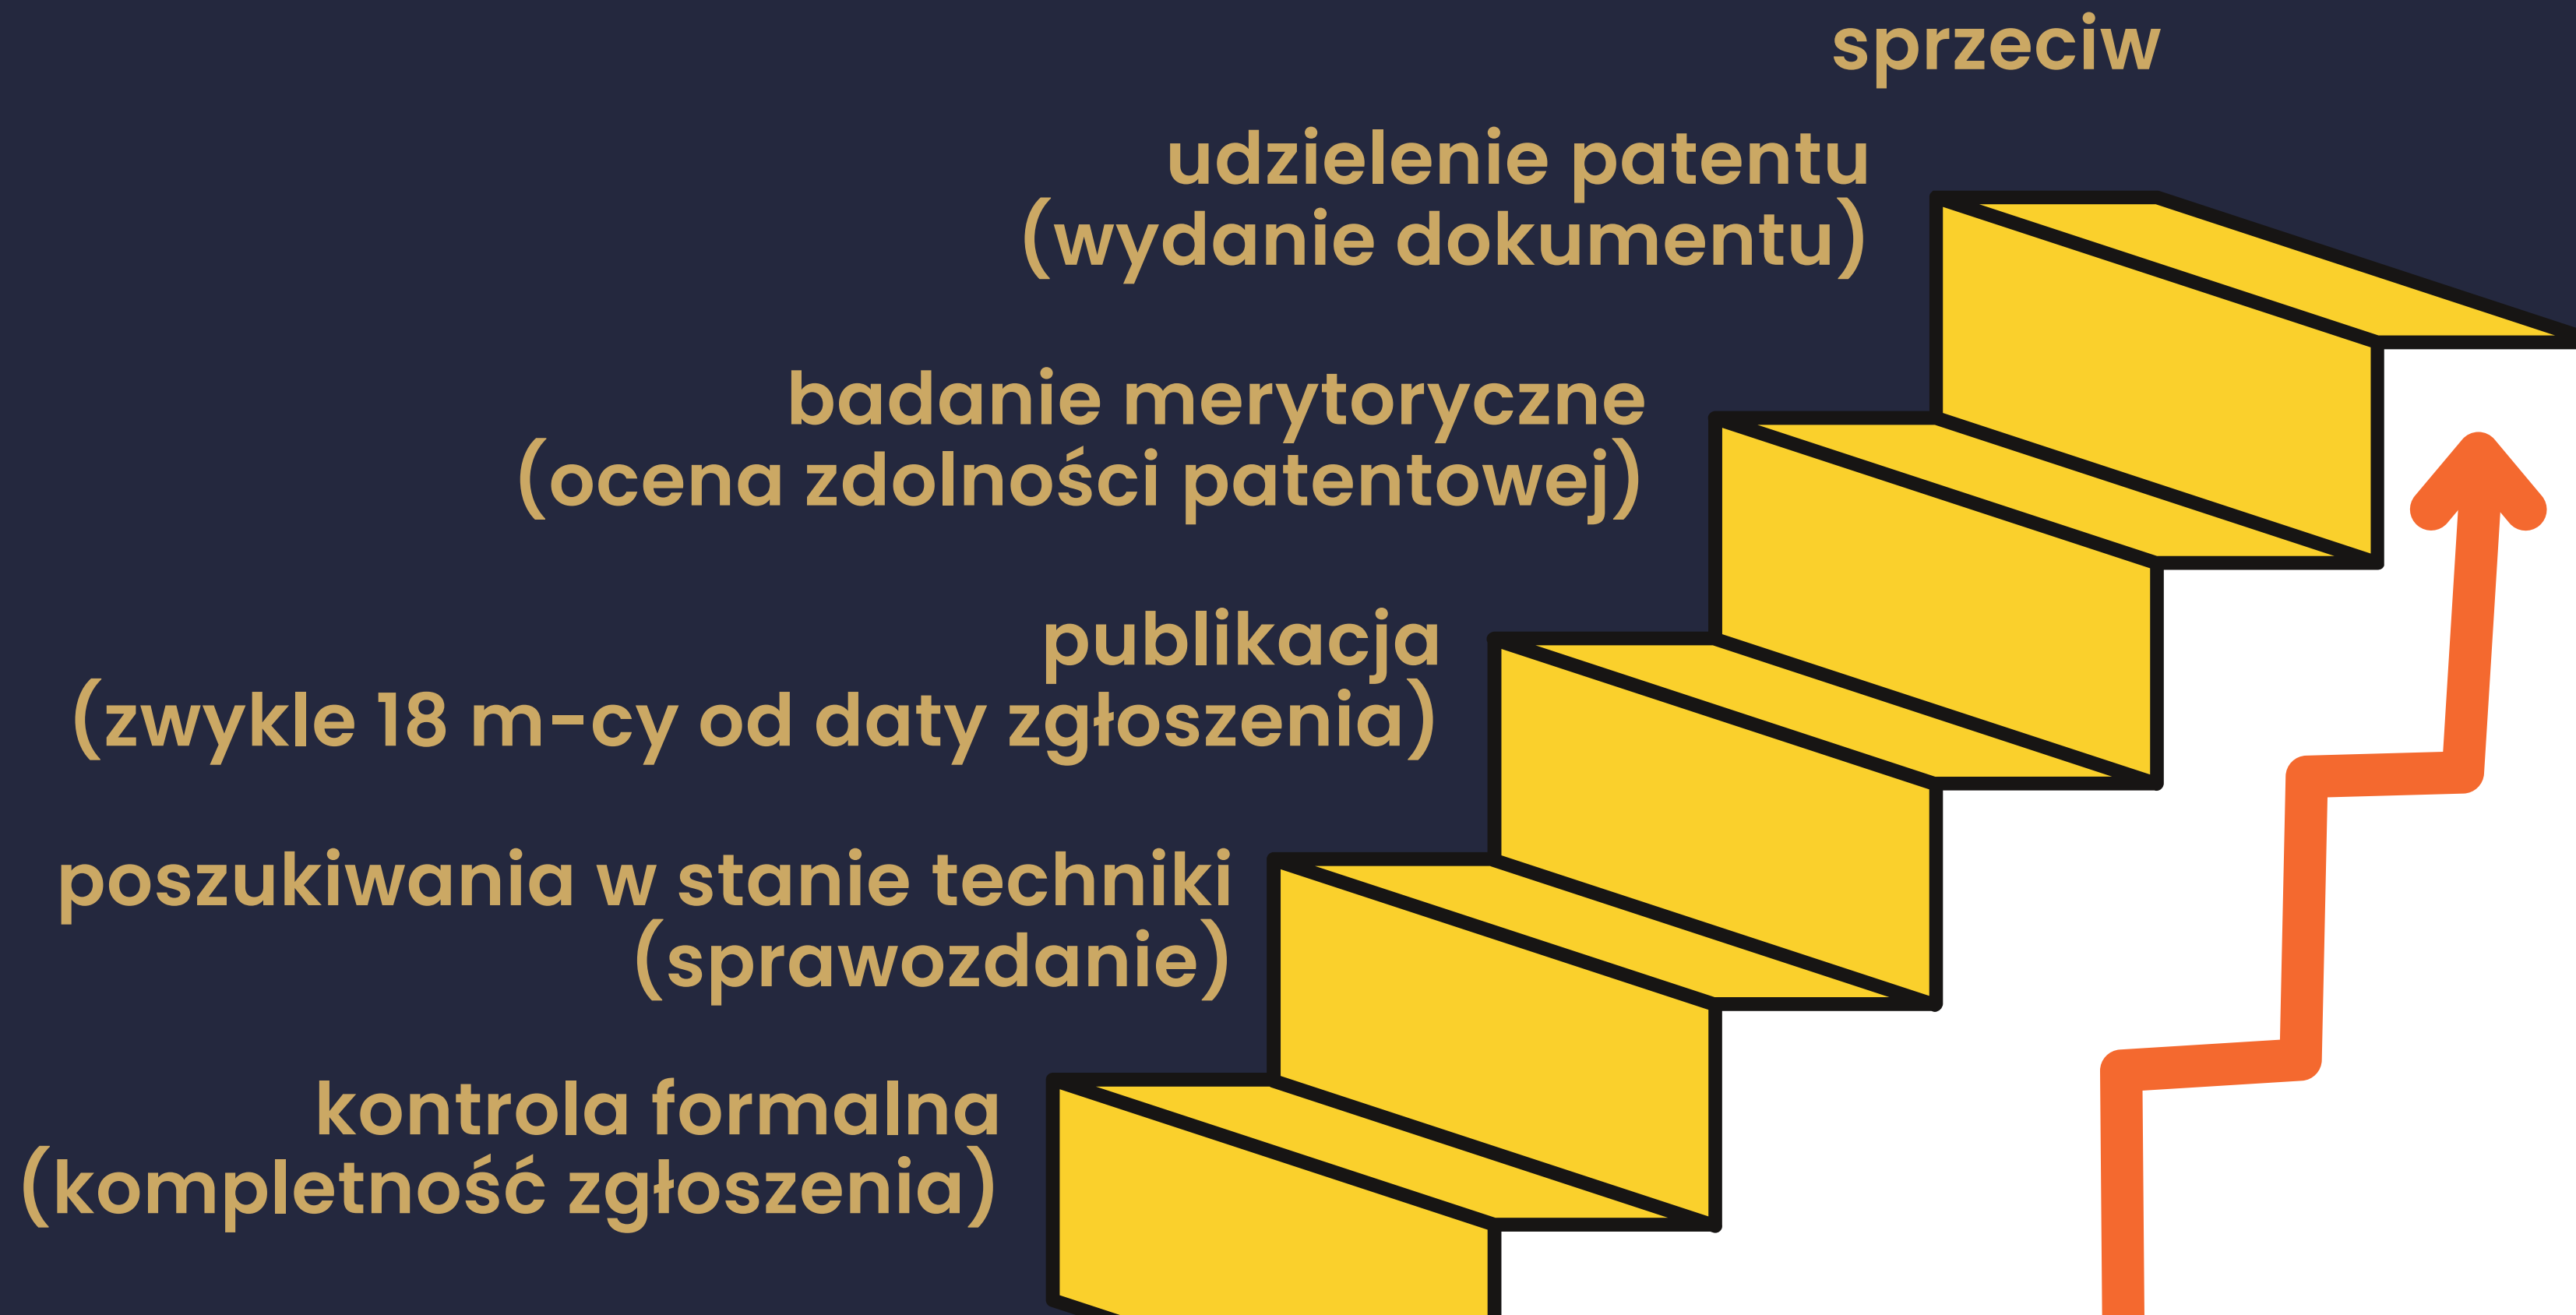 sprzeciw
udzielenie patentu
(wydanie dokumentu)
badanie merytoryczne
(ocena zdolności patentowej)
publikacja
(zwykle 18 m-cy od daty zgłoszenia)
poszukiwania w stanie techniki
(sprawozdanie)
kontrola formalna
(kompletność zgłoszenia)